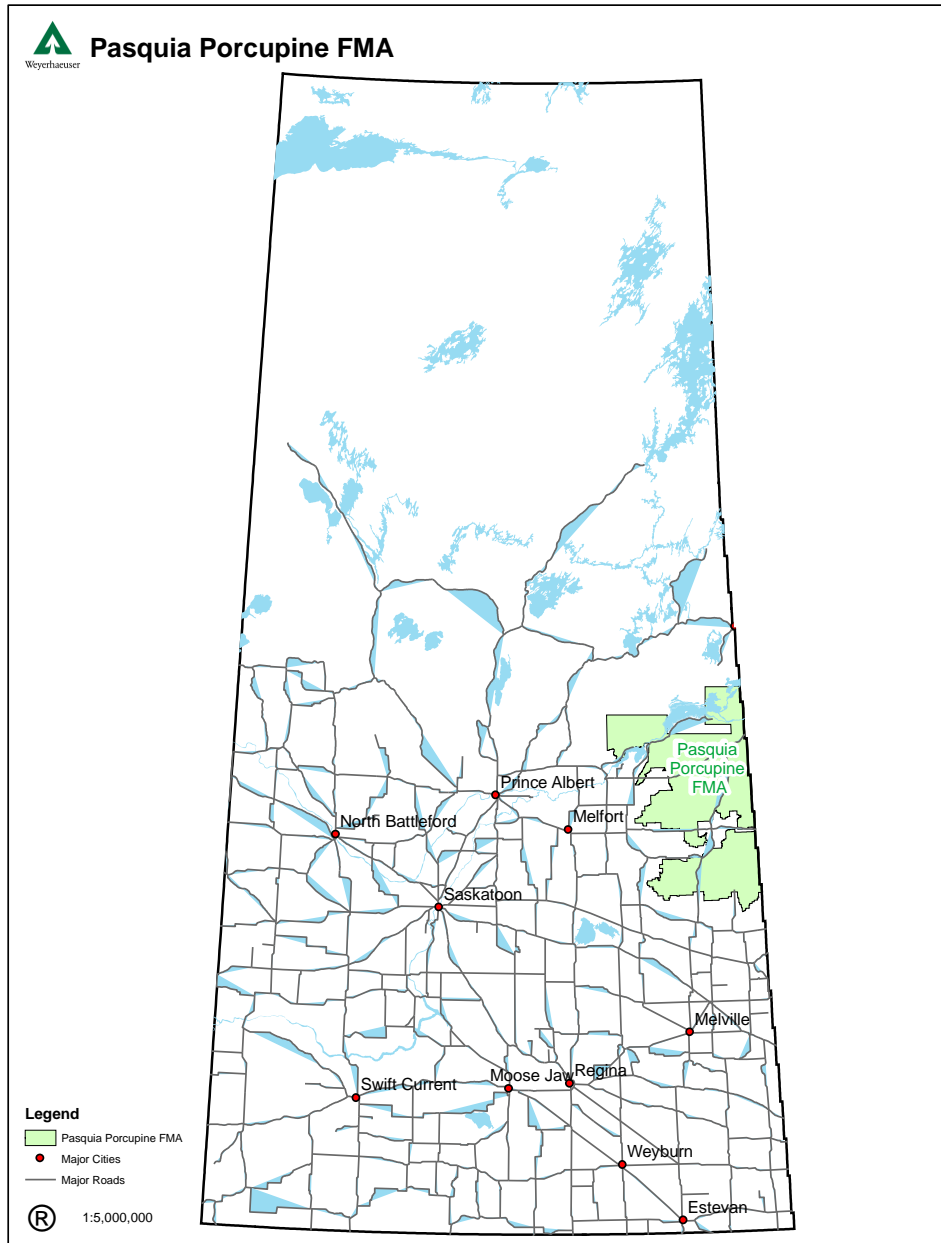 Weyerhaeuser
Pasquia Porcupine FMA
Pasquia
Porcupine
FMA
Prince Albert
Melfort
North Battleford
Saskatoon
Melville
Regina
Moose Jaw
Swift Current
Weyburn
Estevan
Legend
Pasquia Porcupine FMA
Major Cities
Major Roads
® 1:5,000,000